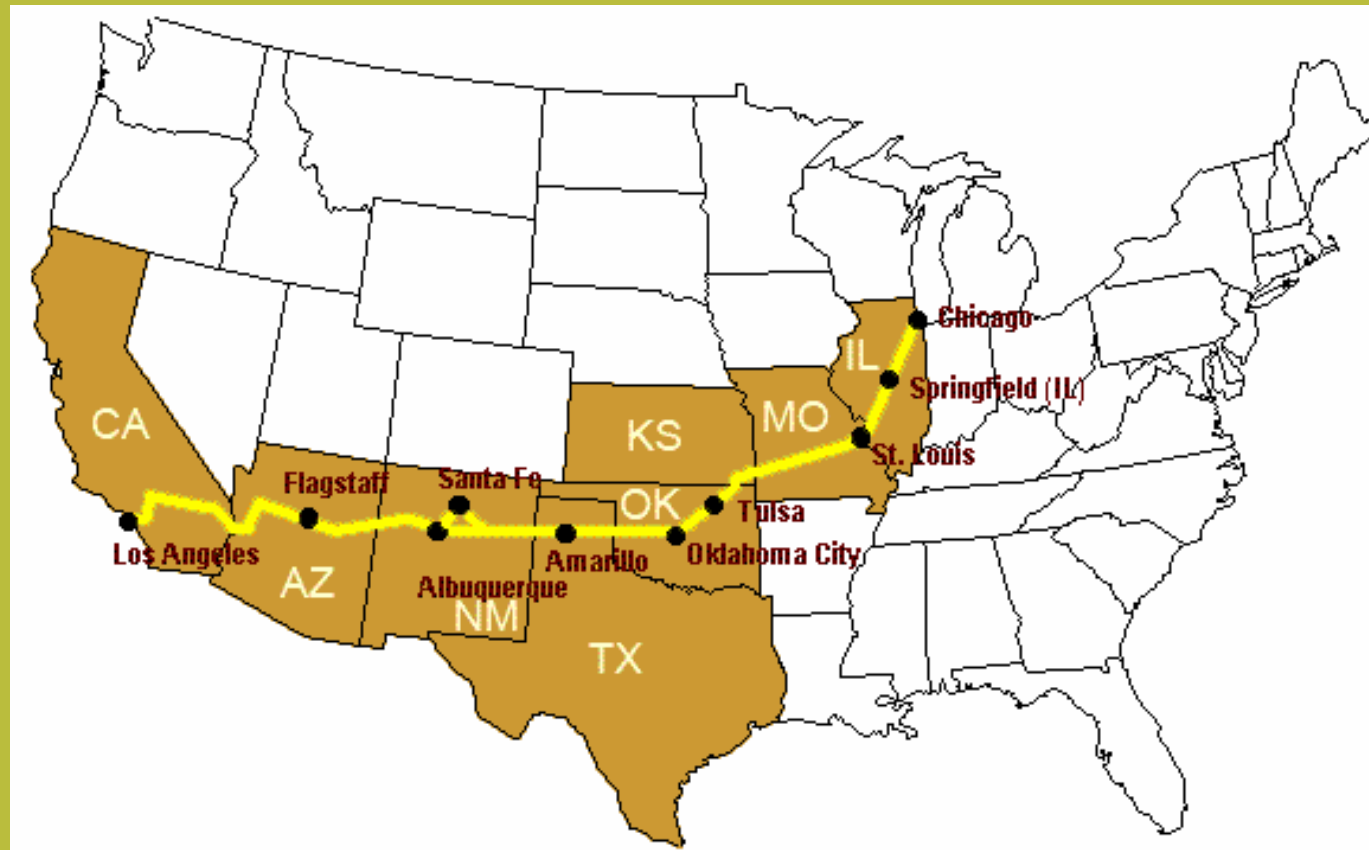 Chicago
IL
Springfield (IL)
CA
MO
KS
St. Louis
Santa Fe
Flagstaff
OK
Tulsa
Los Angeles
Amarillo
Oklahoma City
AZ
Albuquerque
NM
TX